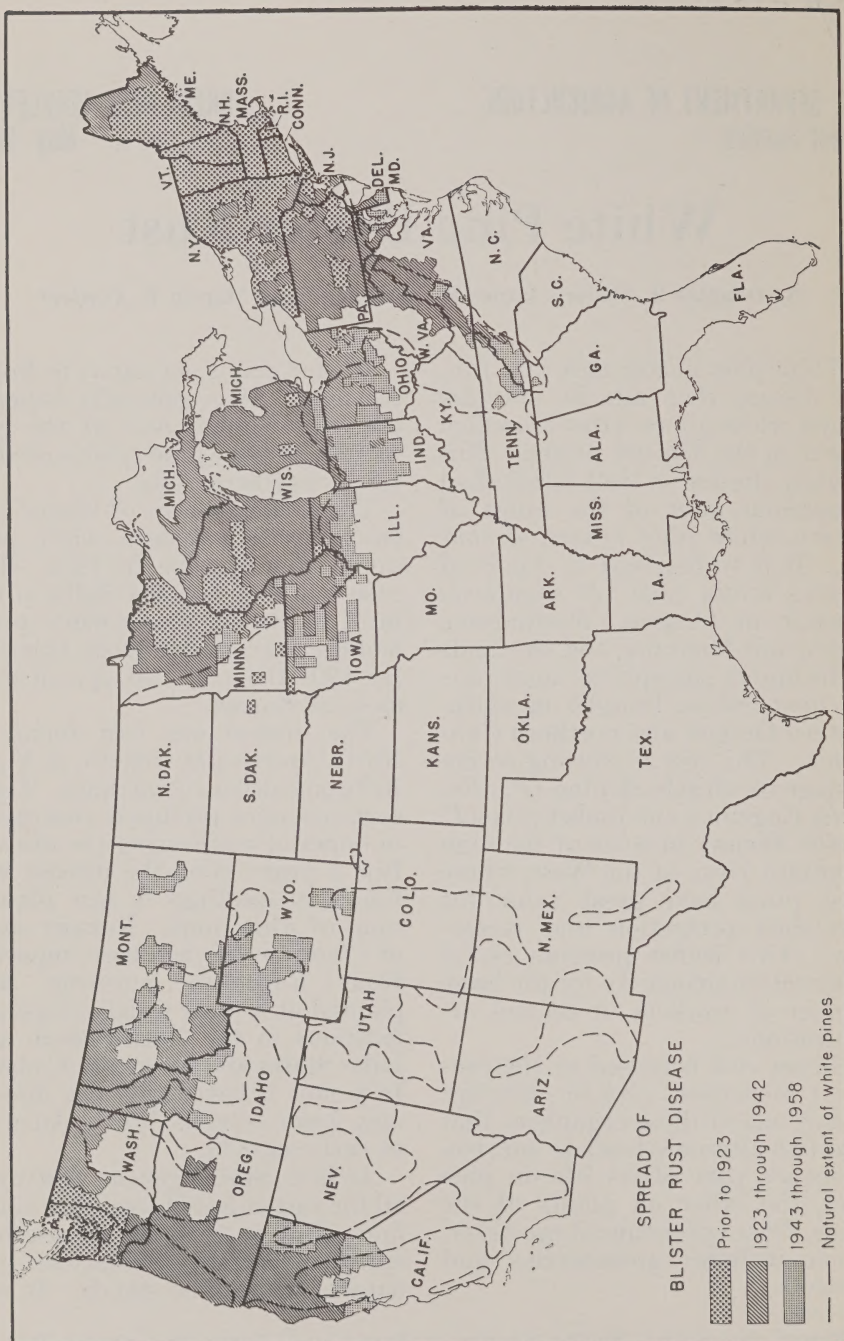 SPREAD OF
BLISTER RUST DISEASE
Prior to 1923
1923 through 1942
1943 through 1958
Natural extent of white pines
WASH.
OREG.
CALIF.
NEV.
IDAHO
MONT.
WYO.
UTAH
ARIZ.
COLO.
N. MEX.
N. DAK.
S. DAK.
NEBR.
KANS.
OKLA.
TEX.
MINN.
IOWA
MO.
ARK.
LA.
WIS.
ILL.
MICH.
MICH.
IND.
OHIO
KY.
TENN.
MISS.
ALA.
GA.
FLA.
S. C.
N. C.
VA.
W. VA.
PA.
N.Y.
VT.
ME.
N.H.
MASS.
R.I.
CONN.
N.J.
DEL.
MD.